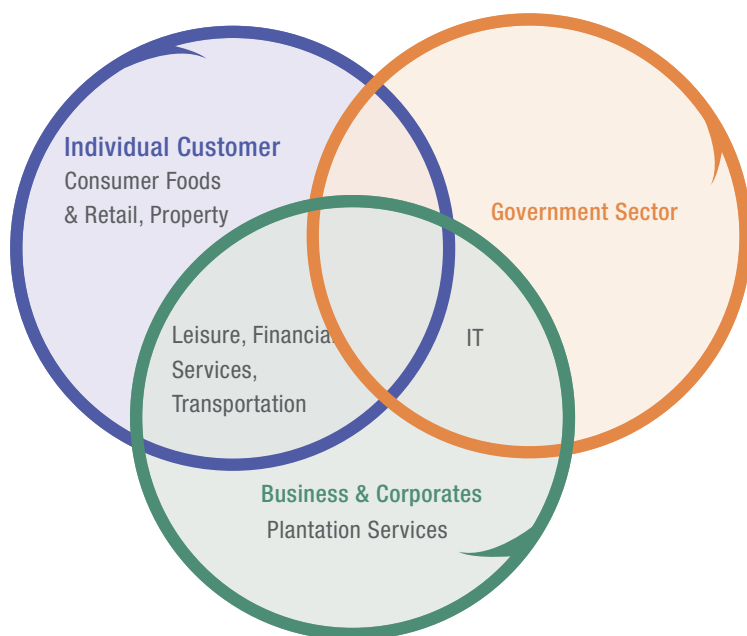 Individual Customer
Consumer Foods
& Retail, Property
Government Sector
Leisure, Financial
Services,
Transportation
IT
Business & Corporates
Plantation Services